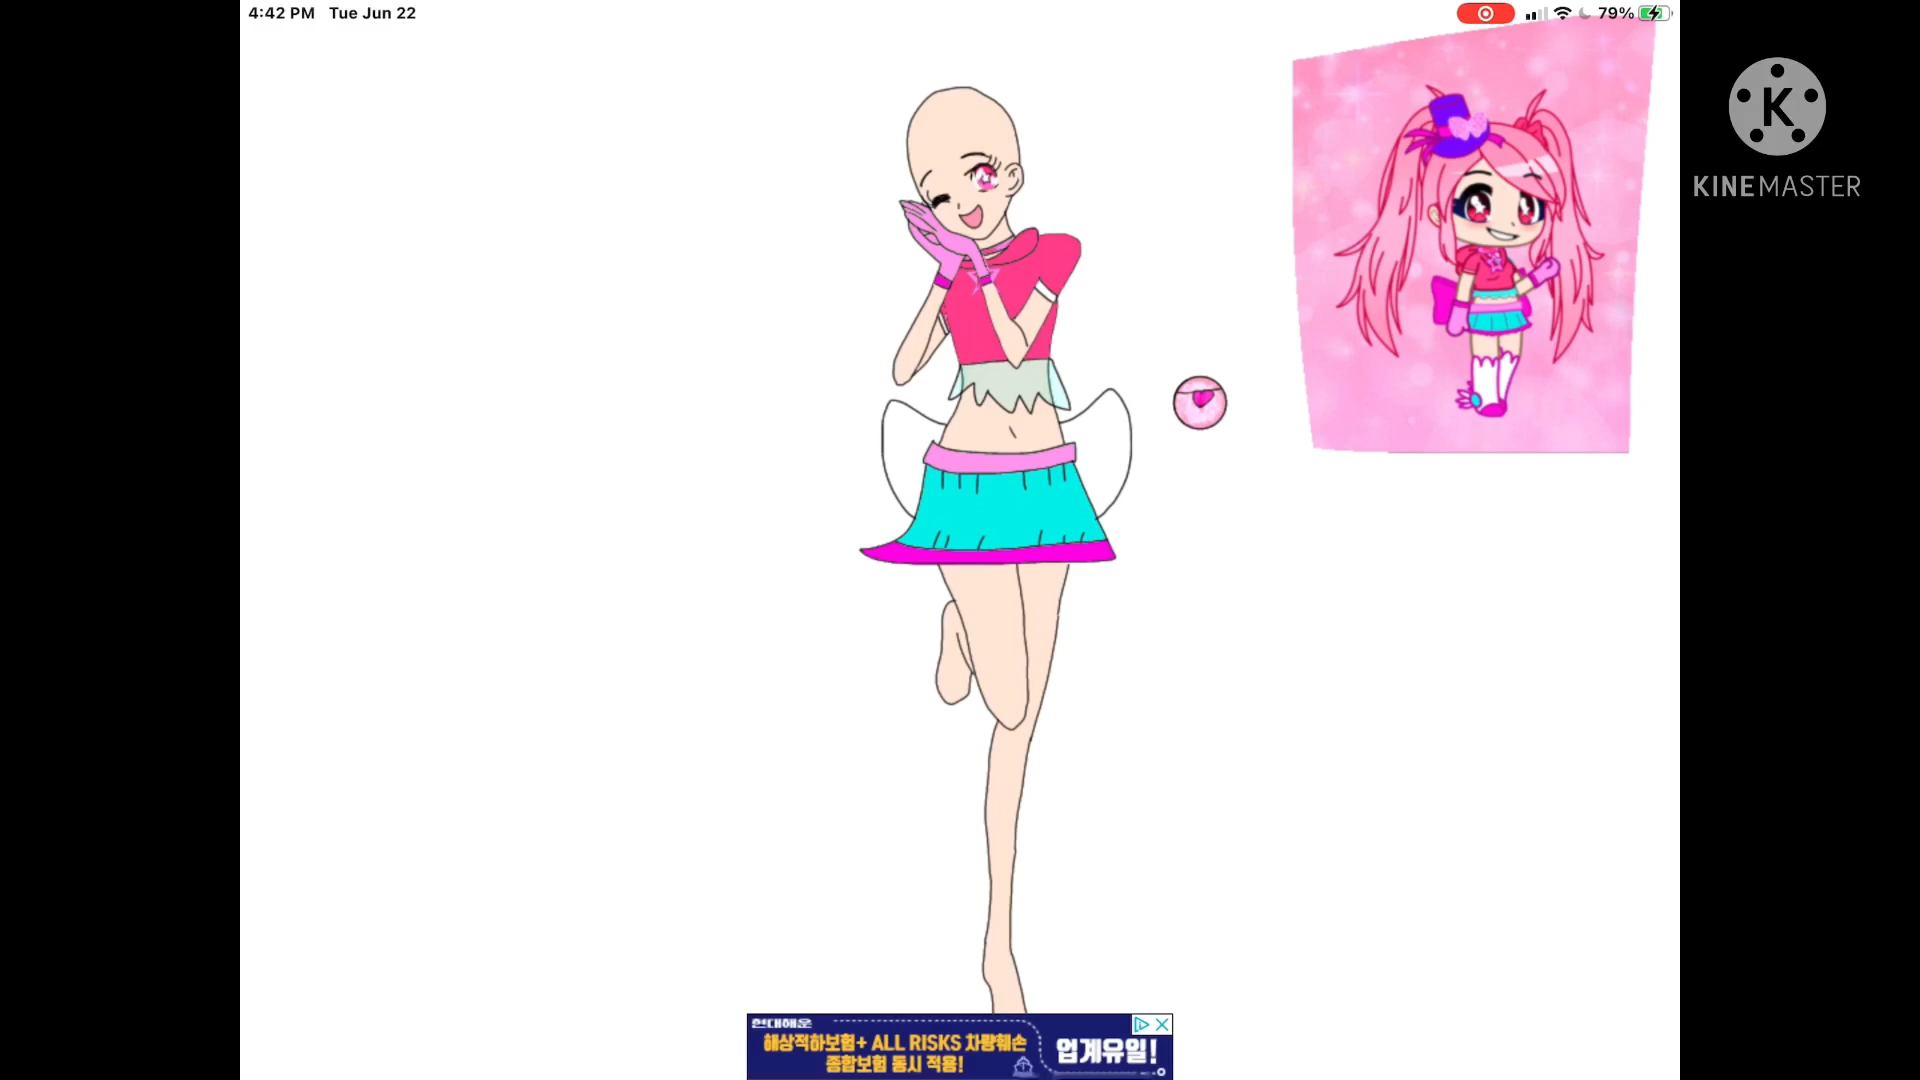 4:42 PM Tue Jun 22
79%
K
KINEMASTER
현대해운
해상적하보험+ ALL RISKS 차량훼손
종합보험 동시 적용!
업계유일!